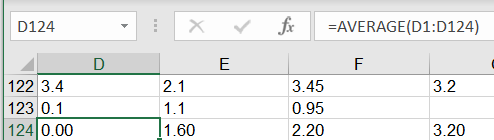 D124 fx =AVERAGE(D1:D124)
D E F
122 3.4 2.1 3.45 3.2
123 0.1 1.1 0.95
124 0.00 1.60 2.20 3.20